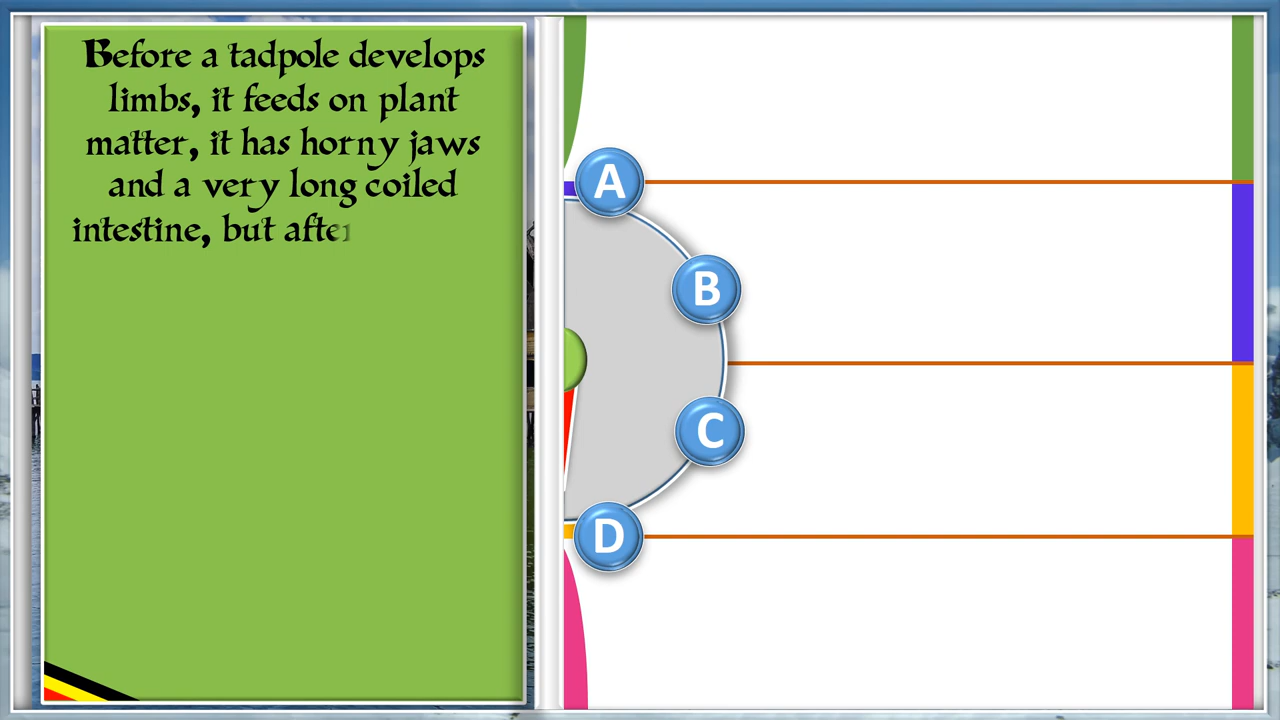 Before a tadpole develops
limbs, it feeds on plant
matter, it has horny jaws
and a very long coiled
intestine, but after
A
B
C
D